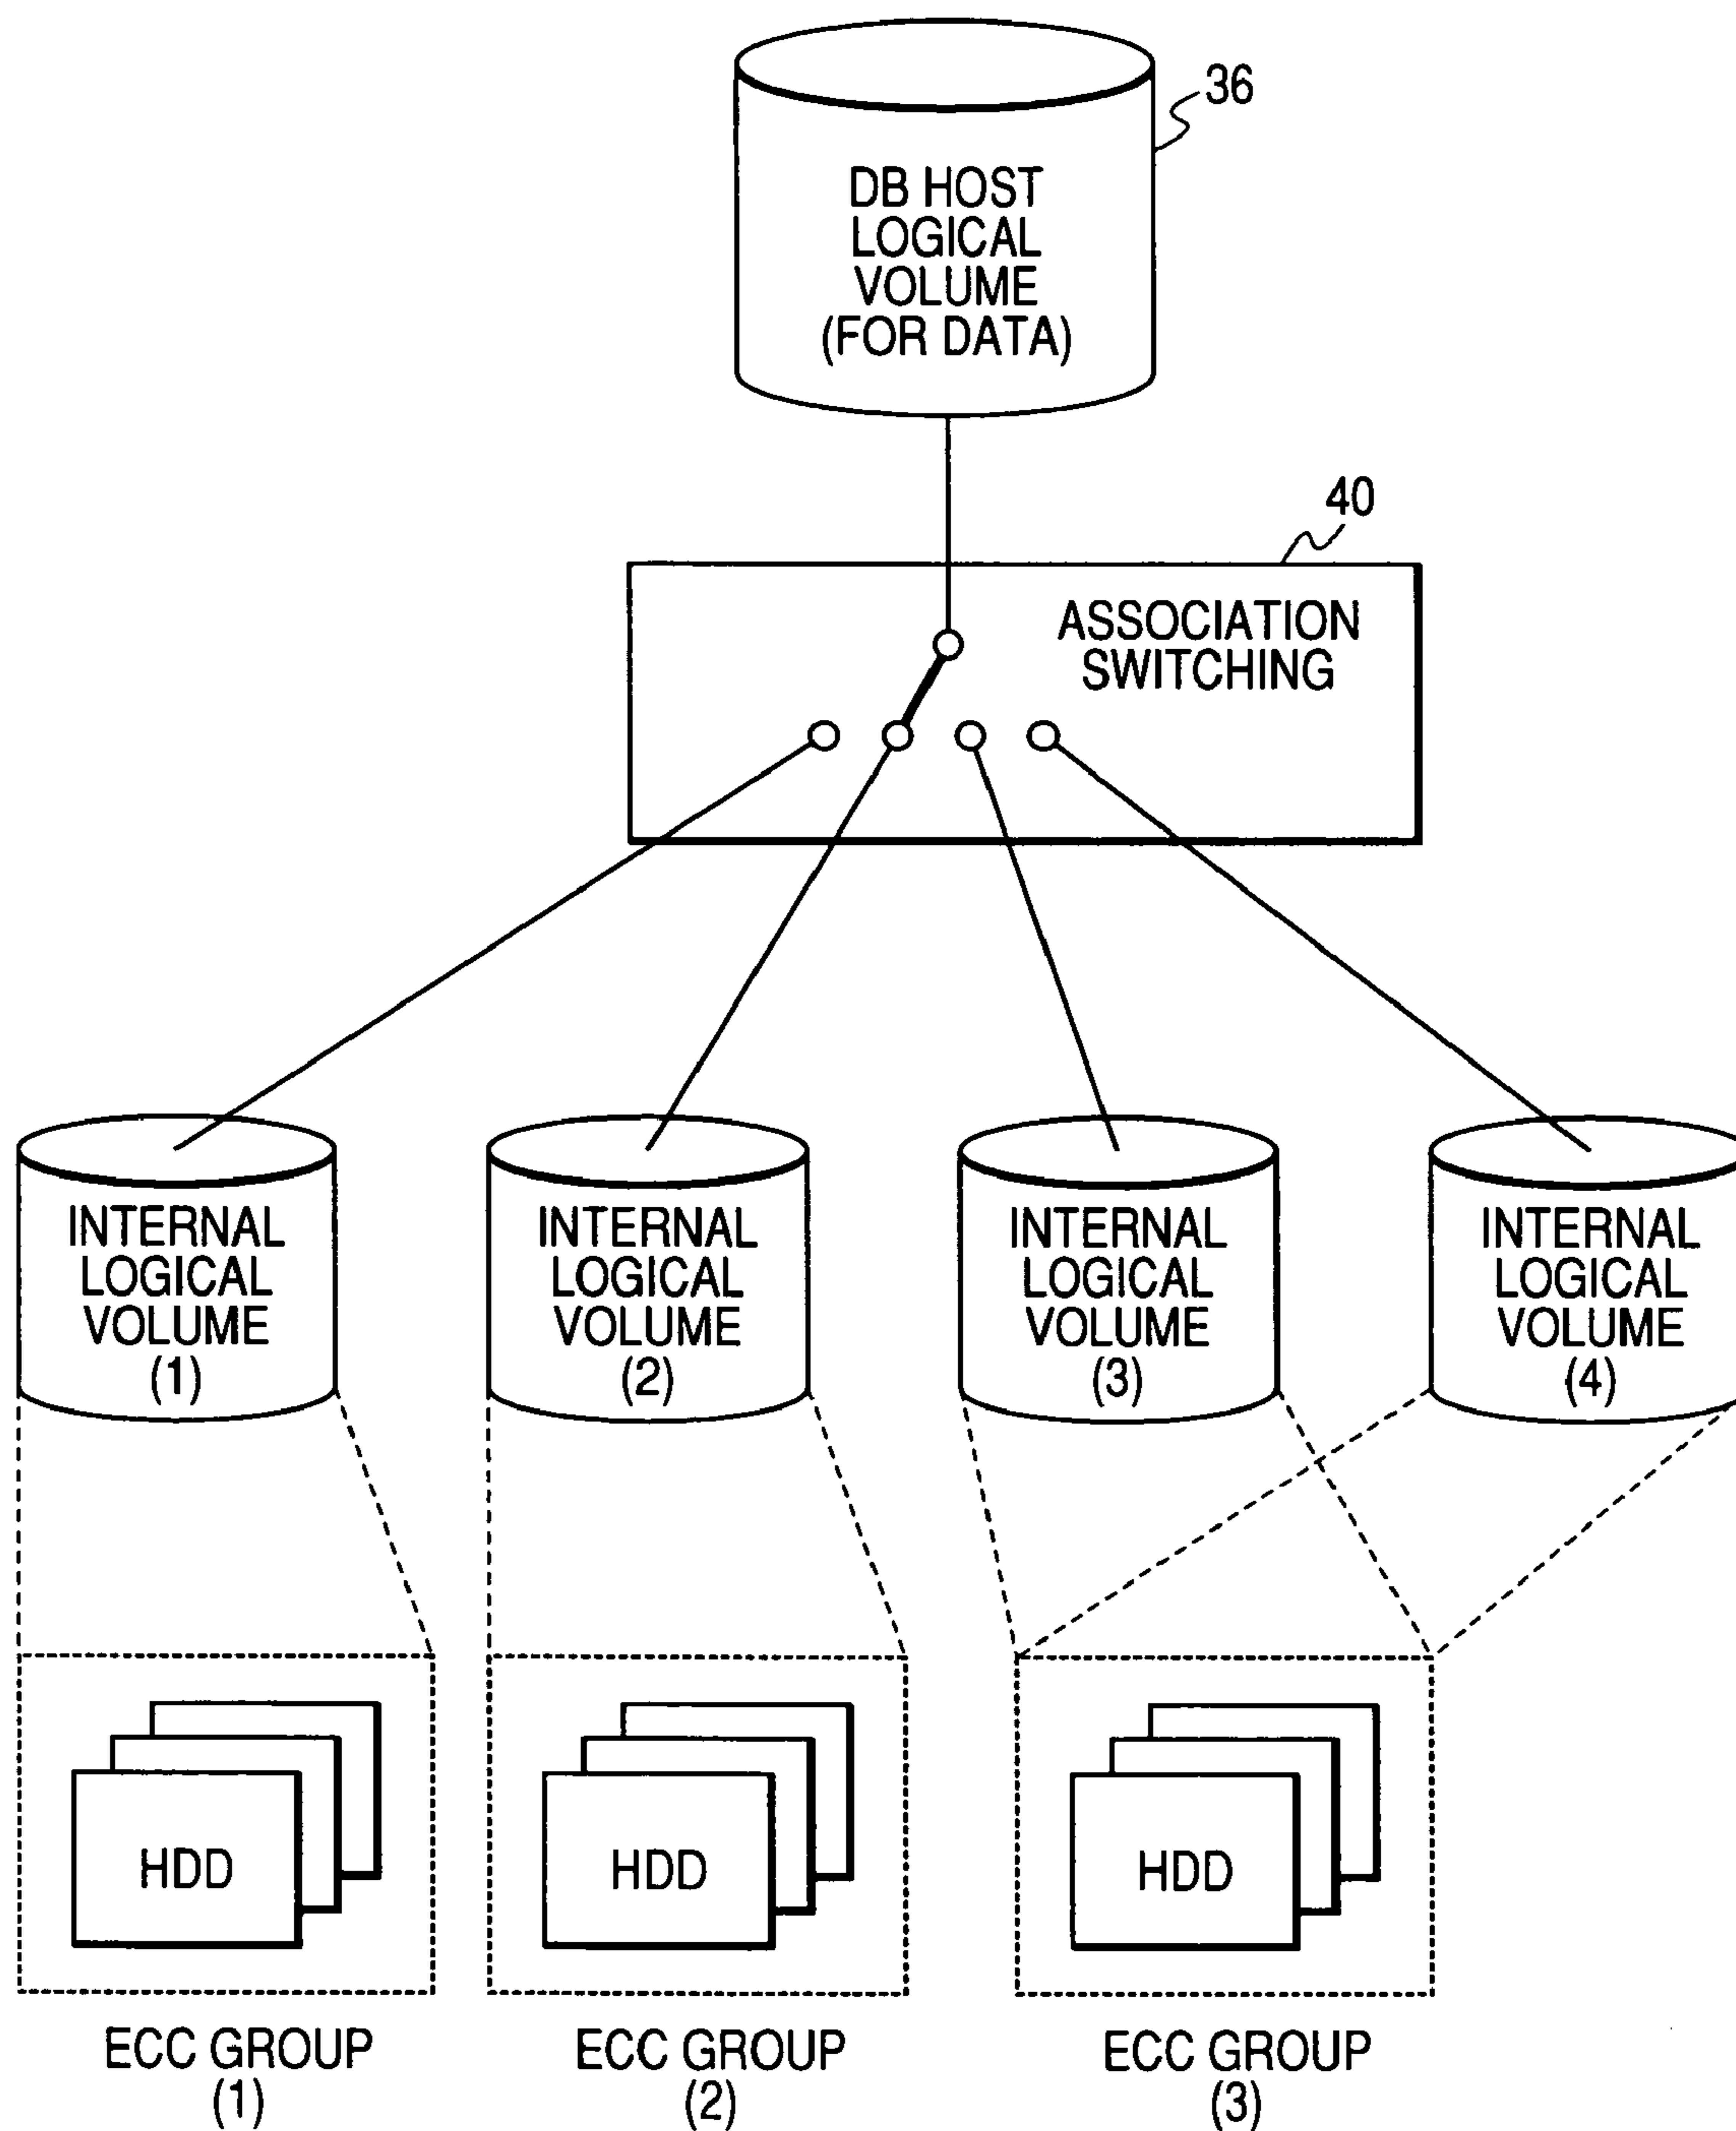 36
DB HOST
LOGICAL
VOLUME
(FOR DATA)
40
ASSOCIATION
SWITCHING
INTERNAL
LOGICAL
VOLUME
(1)
INTERNAL
LOGICAL
VOLUME
(2)
INTERNAL
LOGICAL
VOLUME
(3)
INTERNAL
LOGICAL
VOLUME
(4)
HDD
HDD
HDD
ECC GROUP
(1)
ECC GROUP
(2)
ECC GROUP
(3)